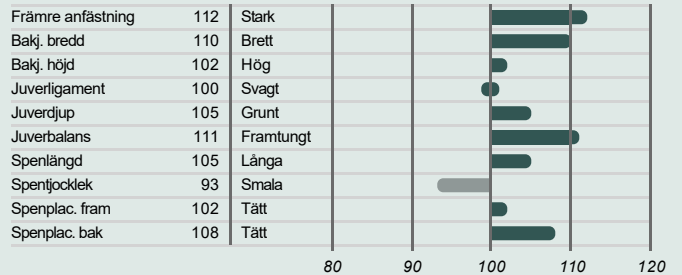 Främre anfästning 112 Stark
Bakj. bredd 110 Brett
Bakj. höjd 102 Hög
Juverligament 100 Svagt
Juverdjup 105 Grunt
Juverbalans 111 Framtungt
Spenlängd 105 Långa
Spentjocklek 93 Smala
Spenplac. fram 102 Tätt
Spenplac. bak 108 Tätt
80 90 100 110 120